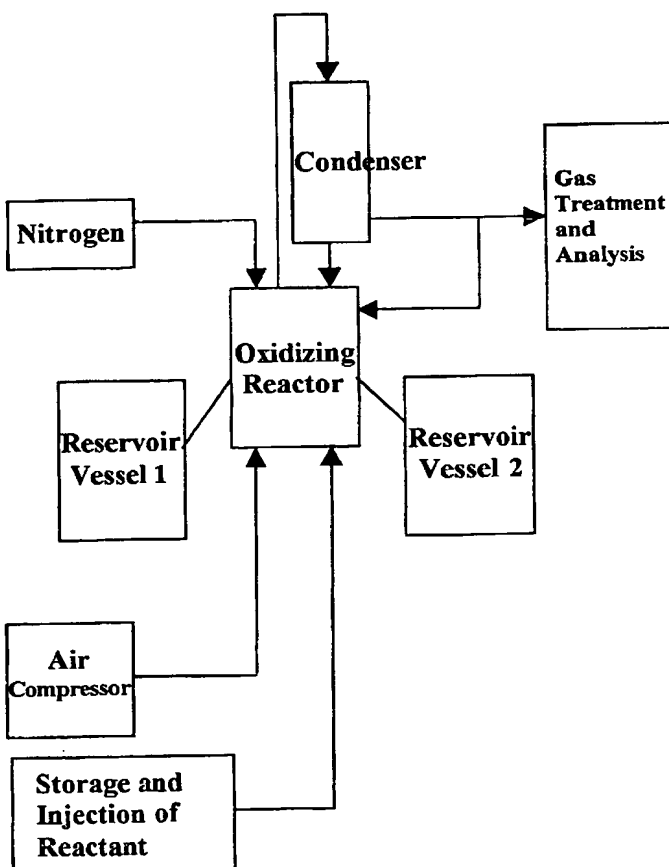 Condenser
Gas
Treatment
and
Analysis
Nitrogen
Oxidizing
Reactor
Reservoir
Vessel 1
Reservoir
Vessel 2
Air
Compressor
Storage and
Injection of
Reactant